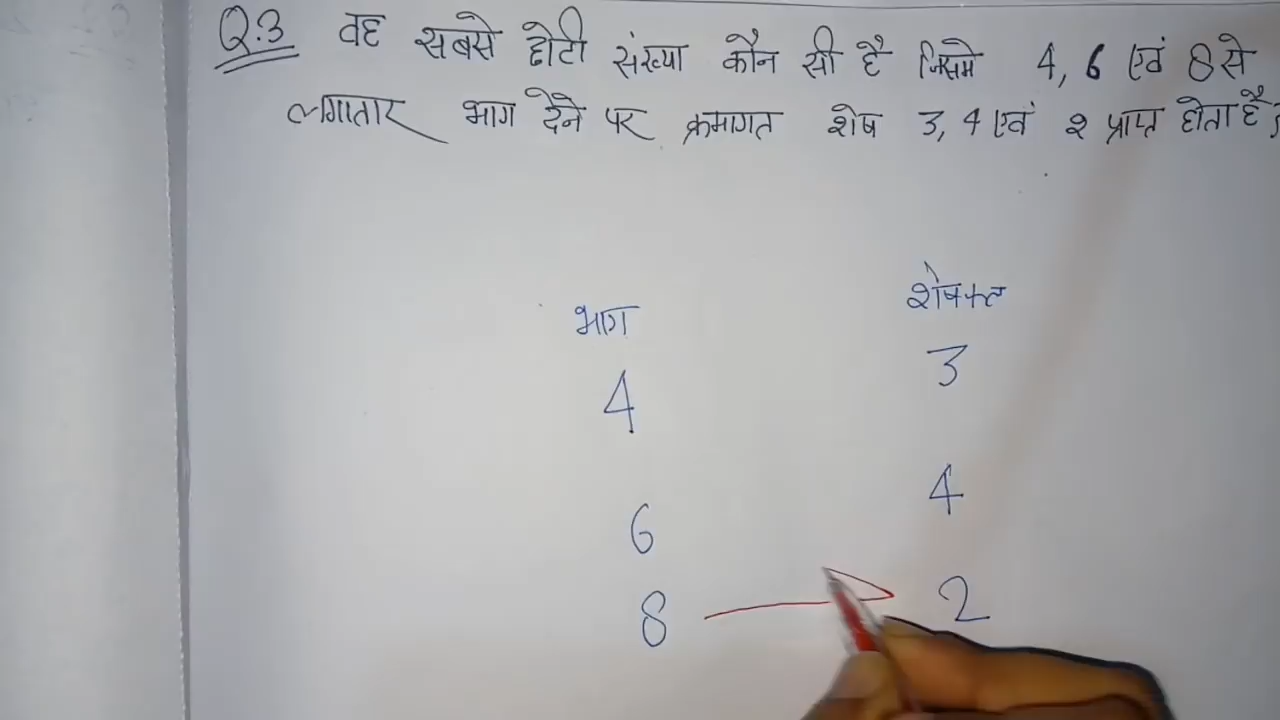 Q.3 वह सबसे छोटी संख्या कौन सी है जिसमे 4, 6 एवं 8 से
लगातार भाग देने पर क्रमागत शेष 3, 4 एवं 2 प्राप्त होता है,
भाग शेषफल
4 3
6 4
8 2